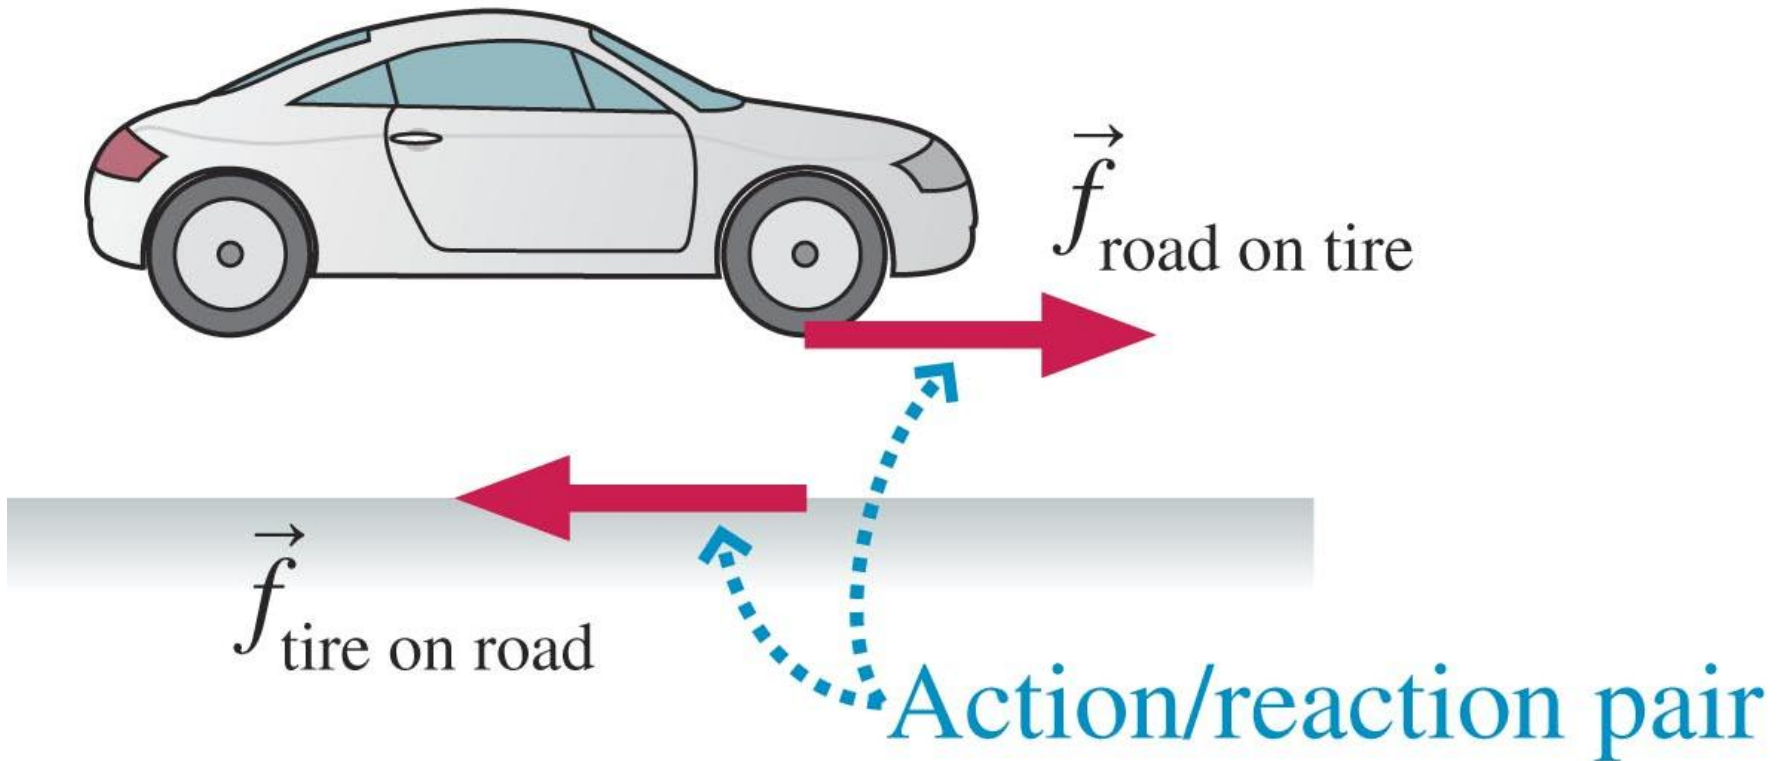 f⃗ road on tire
f⃗ tire on road
Action/reaction pair